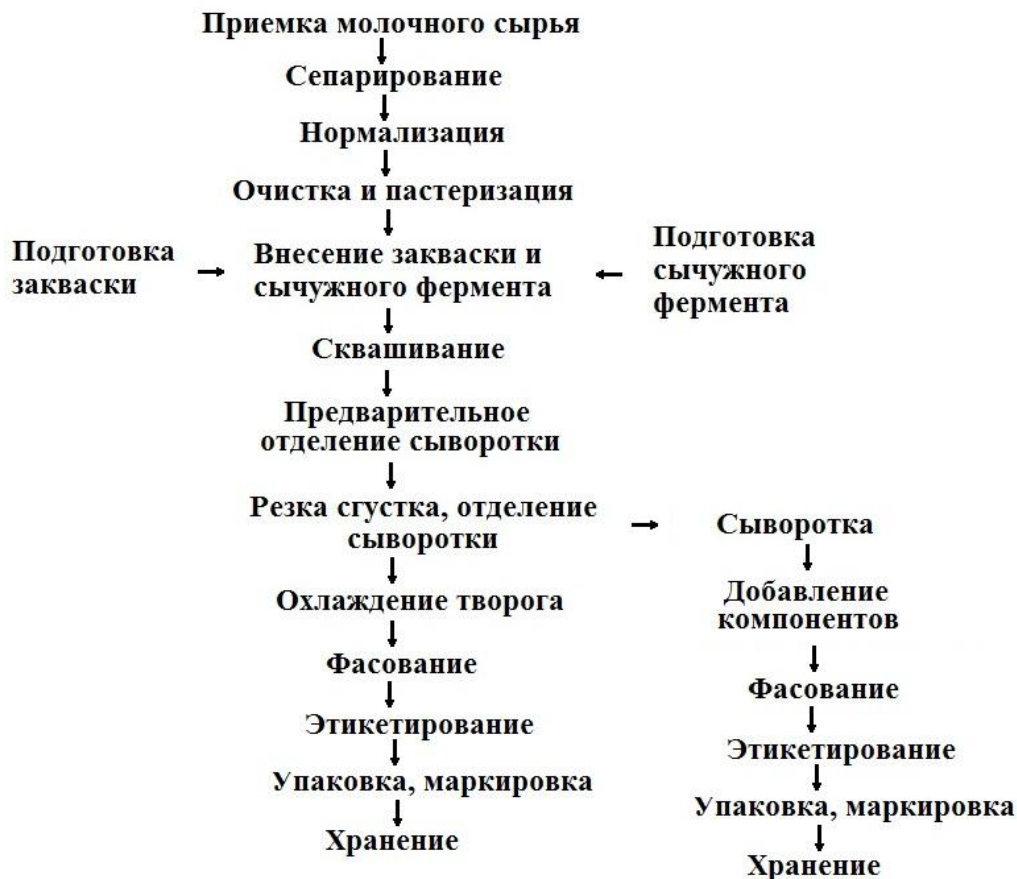 Приемка молочного сырья
Сепарирование
Нормализация
Очистка и пастеризация
Подготовка
закваски
Внесение закваски и
сычужного фермента
Подготовка
сычужного
фермента
Сквашивание
Предварительное
отделение сыворотки
Резка сгустка, отделение
сыворотки
Сыворотка
Охлаждение творога
Добавление
компонентов
Фасование
Фасование
Этикетирование
Этикетирование
Упаковка, маркировка
Упаковка, маркировка
Хранение
Хранение